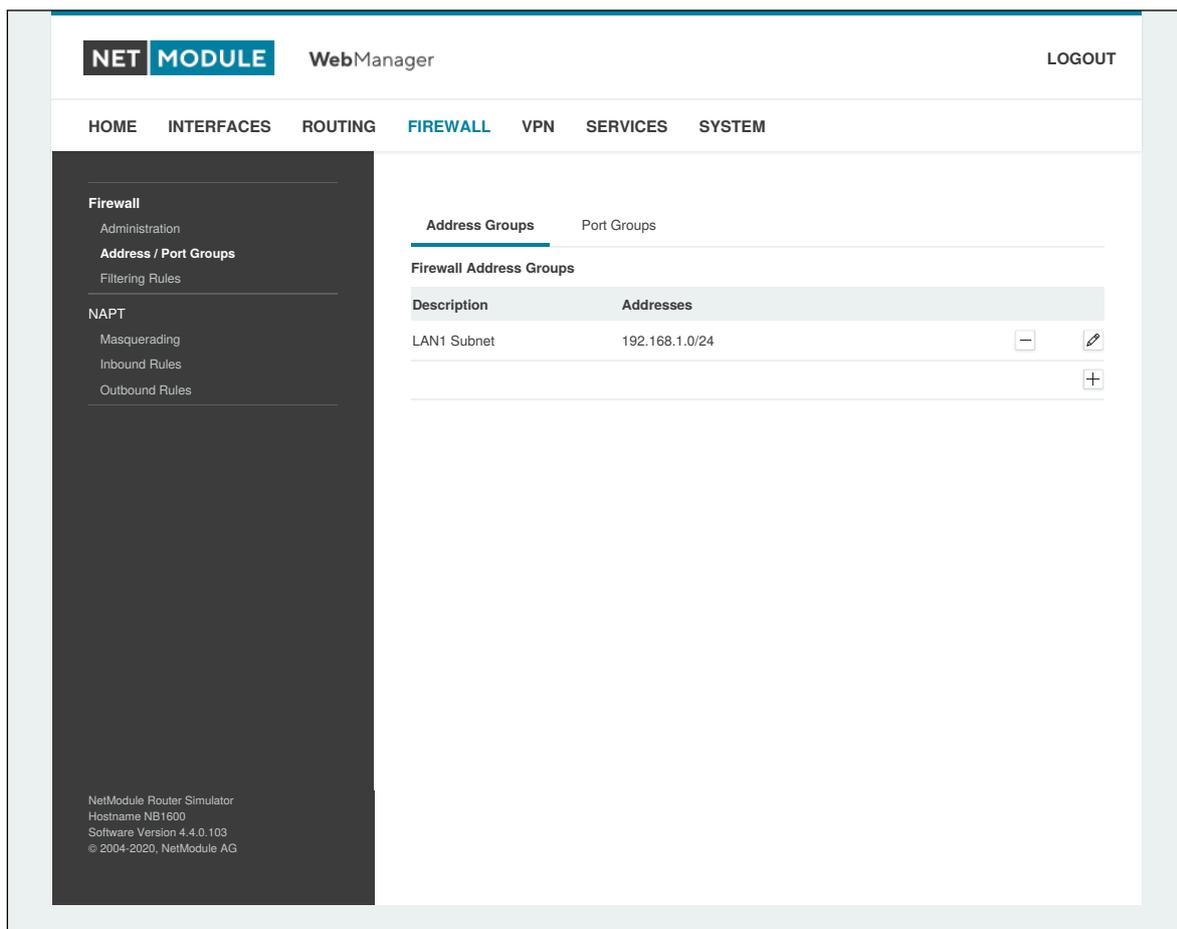 NET MODULE WebManager LOGOUT
HOME INTERFACES ROUTING FIREWALL VPN SERVICES SYSTEM
Firewall
Administration
Address / Port Groups
Filtering Rules
NAPT
Masquerading
Inbound Rules
Outbound Rules
Address Groups Port Groups
Firewall Address Groups
Description Addresses
LAN1 Subnet 192.168.1.0/24
NetModule Router Simulator
Hostname NB1600
Software Version 4.4.0.103
© 2004-2020, NetModule AG